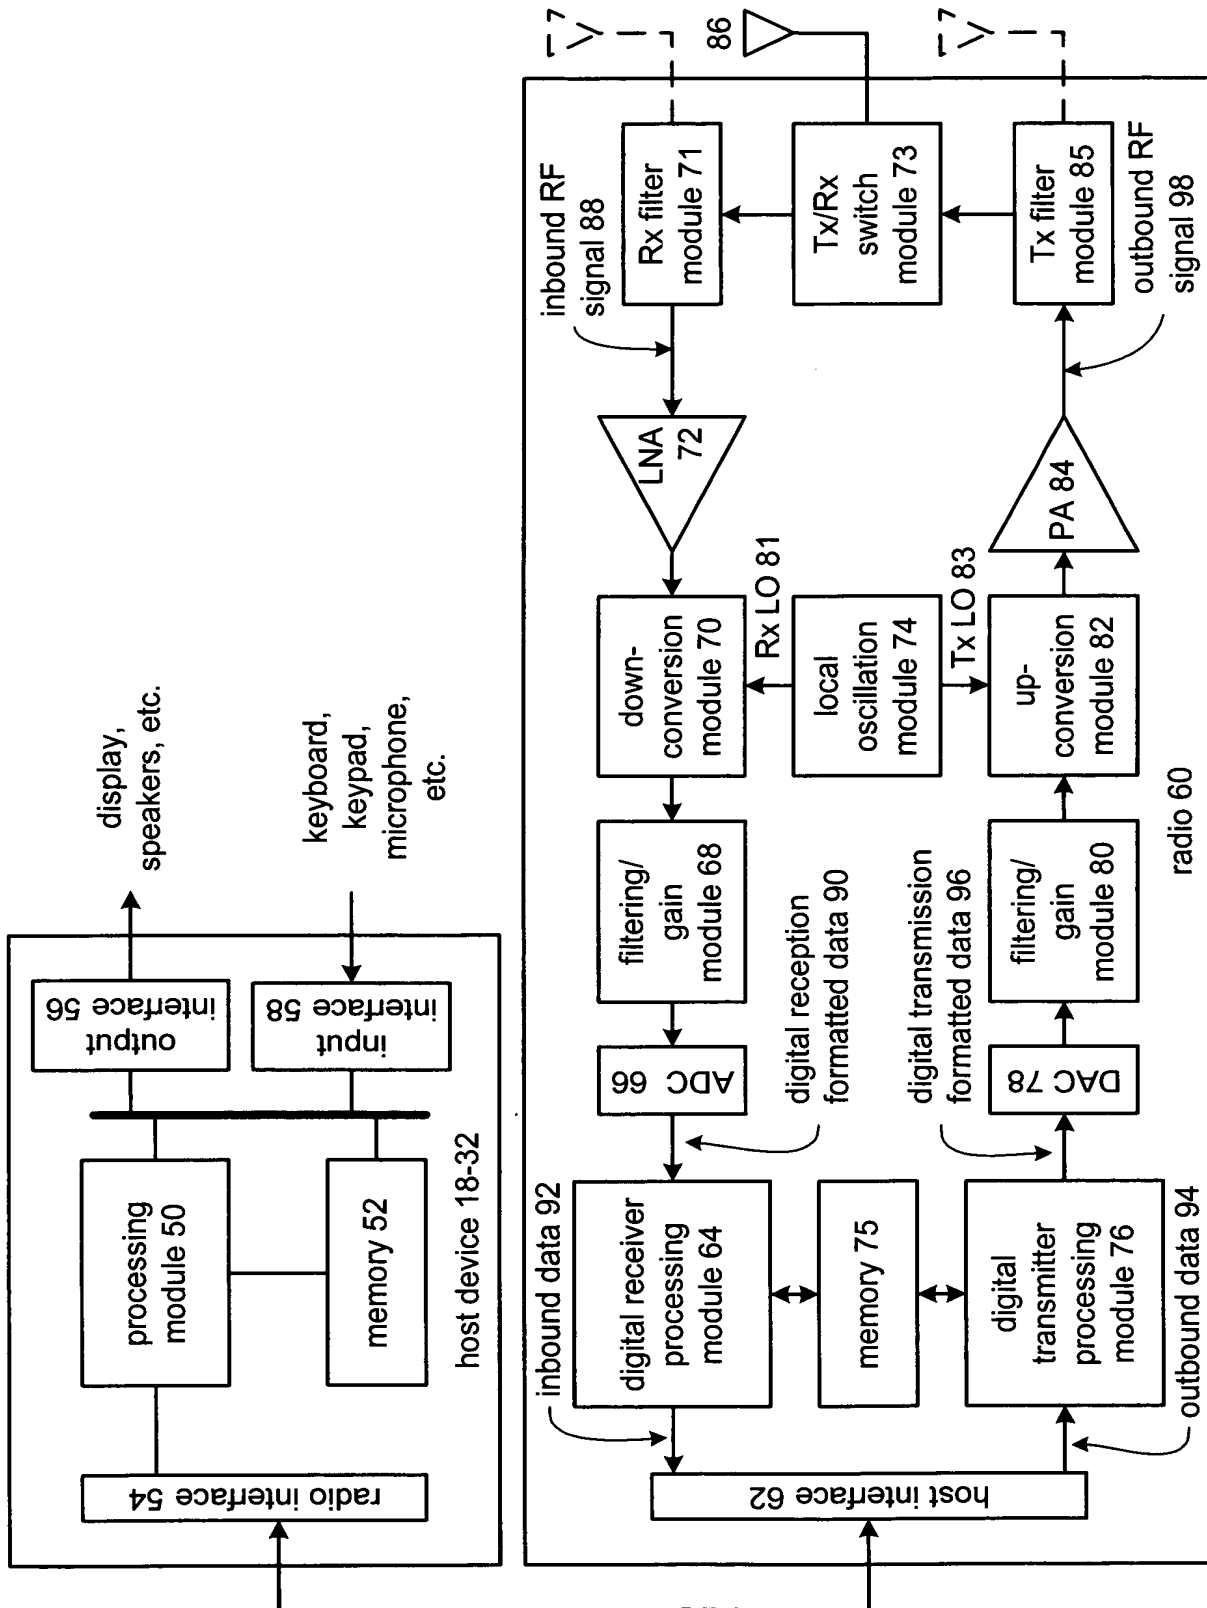 radio interface 54
processing
module 50
memory 52
output
interface 56
input
interface 58
display,
speakers, etc.
keyboard,
keypad,
microphone,
etc.
host device 18-32
host interface 62
inbound data 92
digital receiver
processing
module 64
memory 75
digital
transmitter
processing
module 76
outbound data 94
ADC 66
digital reception
formatted data 90
digital transmission
formatted data 96
DAC 78
filtering/
gain
module 68
filtering/
gain
module 80
down-
conversion
module 70
Rx LO 81
local
oscillation
module 74
Tx LO 83
up-
conversion
module 82
radio 60
LNA
72
PA 84
inbound RF
signal 88
Rx filter
module 71
Tx/Rx
switch
module 73
Tx filter
module 85
outbound RF
signal 98
86